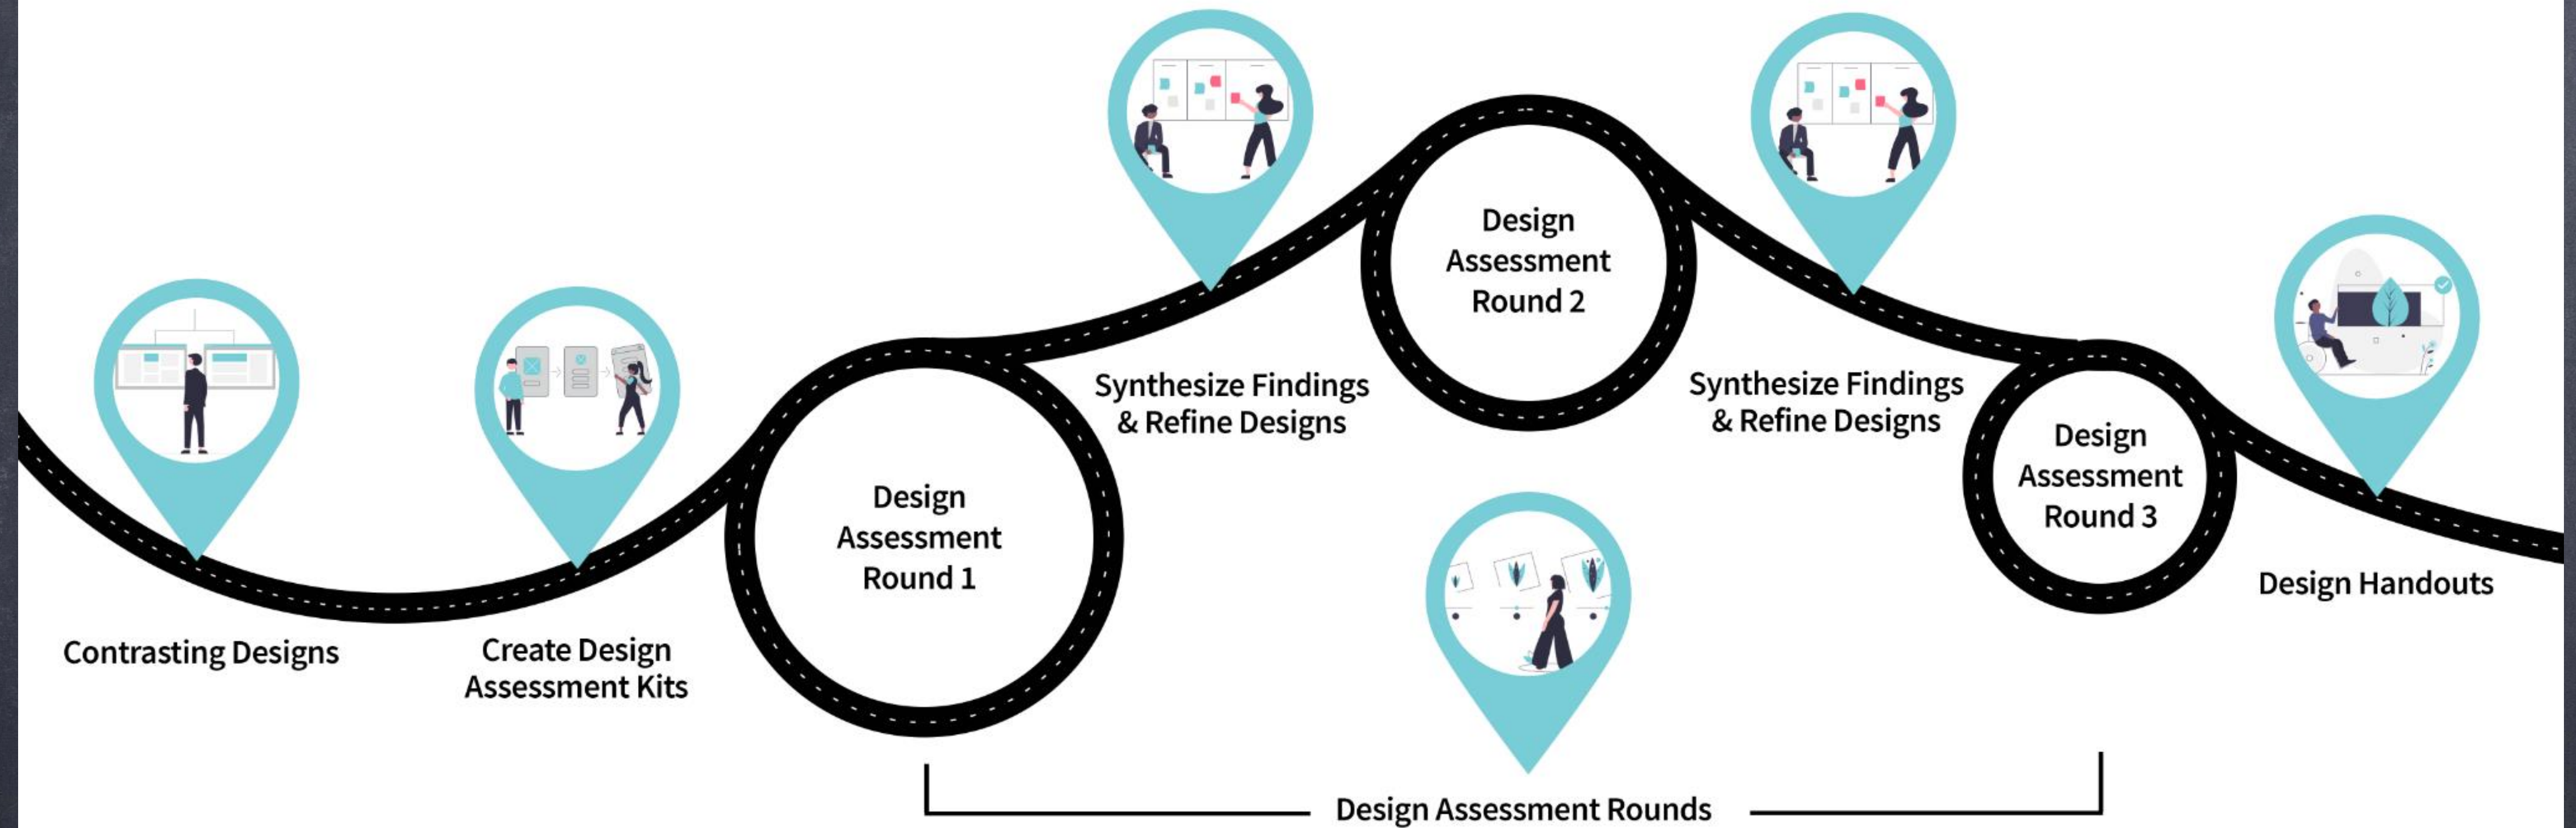 Contrasting Designs
Create Design
Assessment Kits
Design
Assessment
Round 1
Synthesize Findings
& Refine Designs
Design
Assessment
Round 2
Synthesize Findings
& Refine Designs
Design
Assessment
Round 3
Design Handouts
Design Assessment Rounds